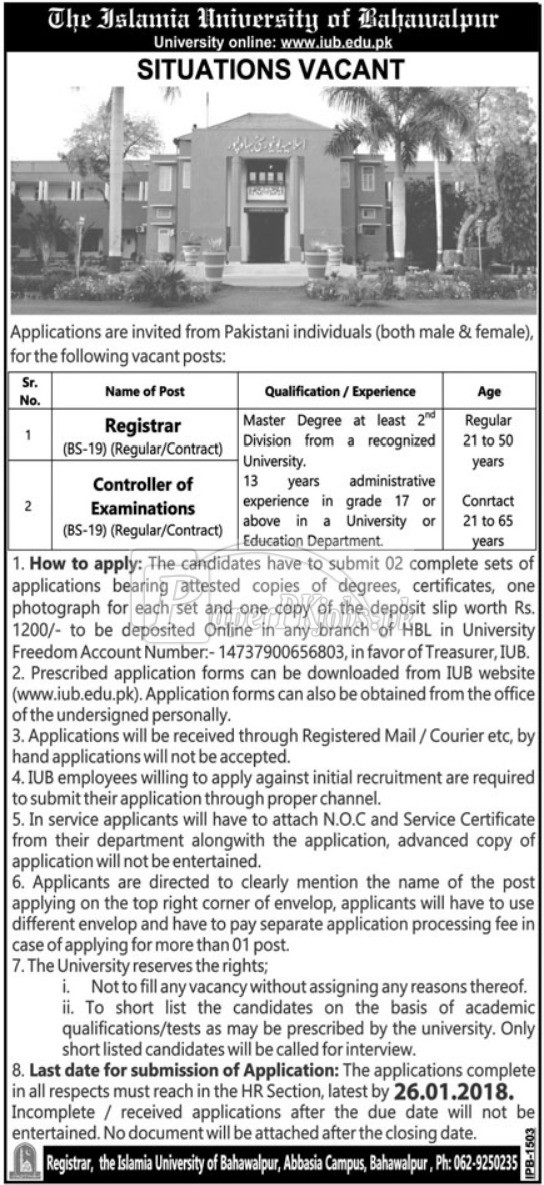 The Islamia University of Bahawalpur
University online: www.iub.edu.pk
SITUATIONS VACANT
اسلامیہ یونیورسٹی بہاولپور
Applications are invited from Pakistani individuals (both male & female),
for the following vacant posts:
Sr. No.
Name of Post
Qualification / Experience
Age
1
Registrar
(BS-19) (Regular/Contract)
2
Controller of
Examinations
(BS-19) (Regular/Contract)
Master Degree at least 2nd
Division from a recognized
University.
13 years administrative
experience in grade 17 or
above in a University or
Education Department.
Regular
21 to 50
years
Conrtact
21 to 65
years
1. How to apply: The candidates have to submit 02 complete sets of
applications bearing attested copies of degrees, certificates, one
photograph for each set and one copy of the deposit slip worth Rs.
1200/- to be deposited Online in any branch of HBL in University
Freedom Account Number:- 14737900656803, in favor of Treasurer, IUB.
2. Prescribed application forms can be downloaded from IUB website
(www.iub.edu.pk). Application forms can also be obtained from the office
of the undersigned personally.
3. Applications will be received through Registered Mail / Courier etc, by
hand applications will not be accepted.
4. IUB employees willing to apply against initial recruitment are required
to submit their application through proper channel.
5. In service applicants will have to attach N.O.C and Service Certificate
from their department alongwith the application, advanced copy of
application will not be entertained.
6. Applicants are directed to clearly mention the name of the post
applying on the top right corner of envelop, applicants will have to use
different envelop and have to pay separate application processing fee in
case of applying for more than 01 post.
7. The University reserves the rights;
i. Not to fill any vacancy without assigning any reasons thereof.
ii. To short list the candidates on the basis of academic
qualifications/tests as may be prescribed by the university. Only
short listed candidates will be called for interview.
8. Last date for submission of Application: The applications complete
in all respects must reach in the HR Section, latest by 26.01.2018.
Incomplete / received applications after the due date will not be
entertained. No document will be attached after the closing date.
Registrar, the Islamia University of Bahawalpur, Abbasia Campus, Bahawalpur, Ph: 062-9250235
IPB-1503